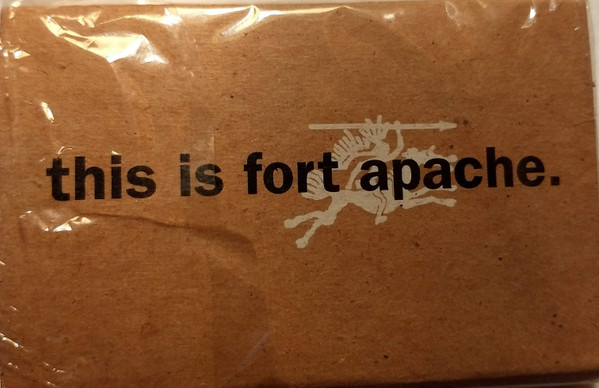 this is fort apache.